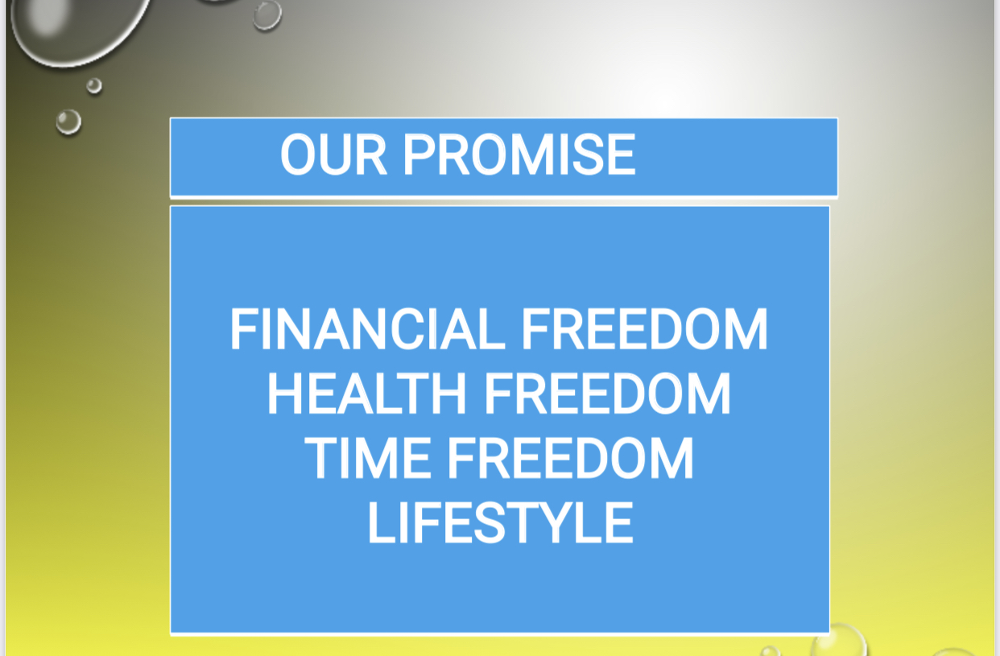 OUR PROMISE
FINANCIAL FREEDOM
HEALTH FREEDOM
TIME FREEDOM
LIFESTYLE